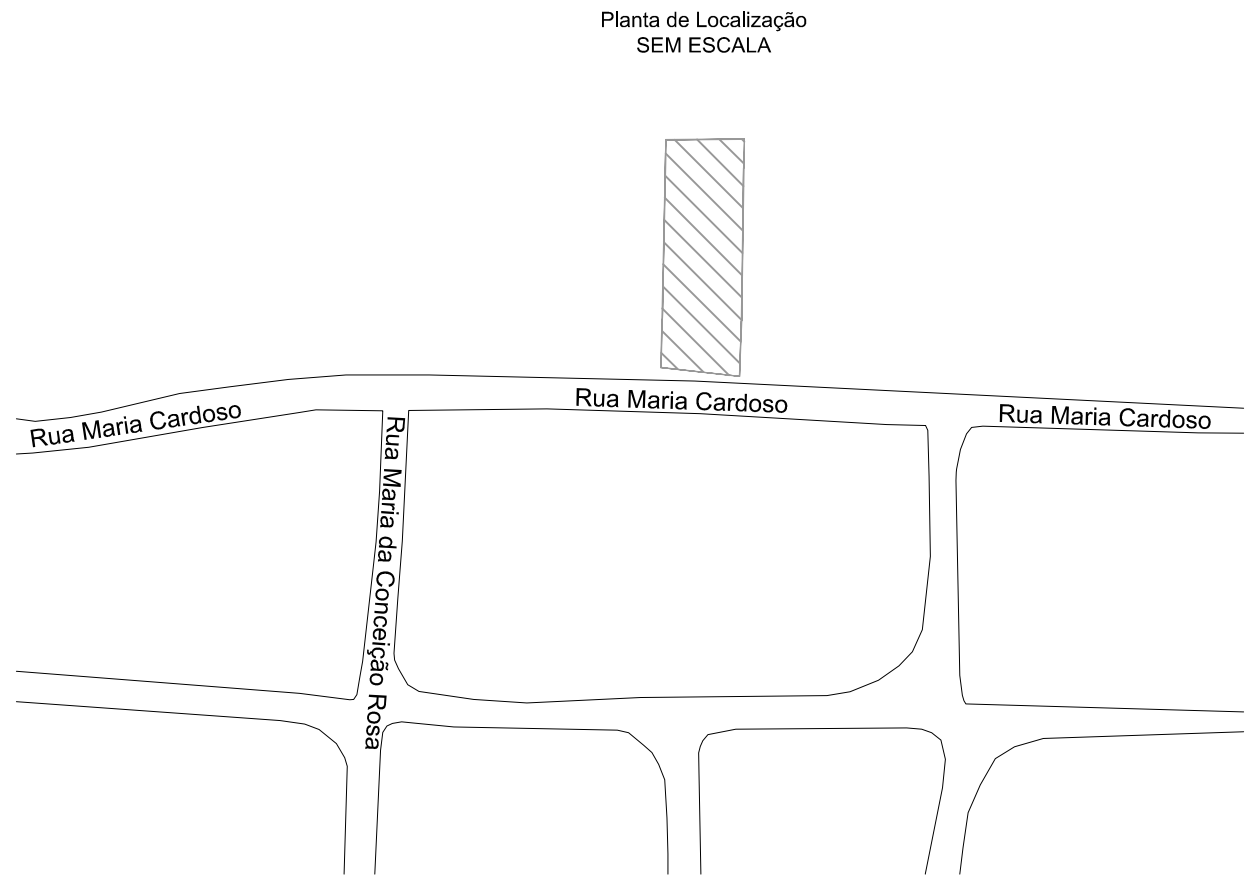 Planta de Localização
SEM ESCALA
Rua Maria Cardoso
Rua Maria Cardoso
Rua Maria Cardoso
Rua Maria da Conceição Rosa